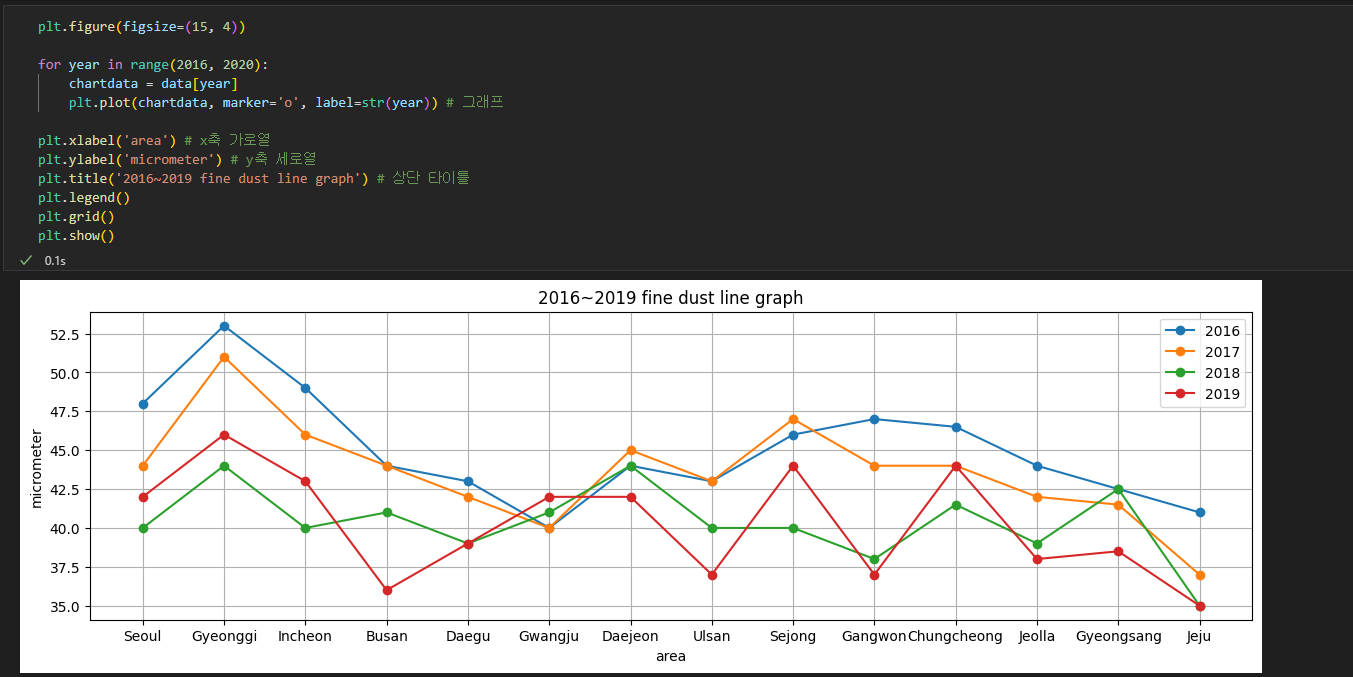 plt.figure(figsize=(15, 4))
for year in range(2016, 2020):
chartdata = data[year]
plt.plot(chartdata, marker='o', label=str(year)) # 그래프
plt.xlabel('area') # x축 가로열
plt.ylabel('micrometer') # y축 세로열
plt.title('2016~2019 fine dust line graph') # 상단 타이틀
plt.legend()
plt.grid()
plt.show()
0.1s
2016~2019 fine dust line graph
52.5
50.0
47.5
45.0
42.5
40.0
37.5
35.0
micrometer
2016
2017
2018
2019
Seoul Gyeonggi Incheon Busan Daegu Gwangju Daejeon Ulsan Sejong Gangwon Chungcheong Jeolla Gyeongsang Jeju
area